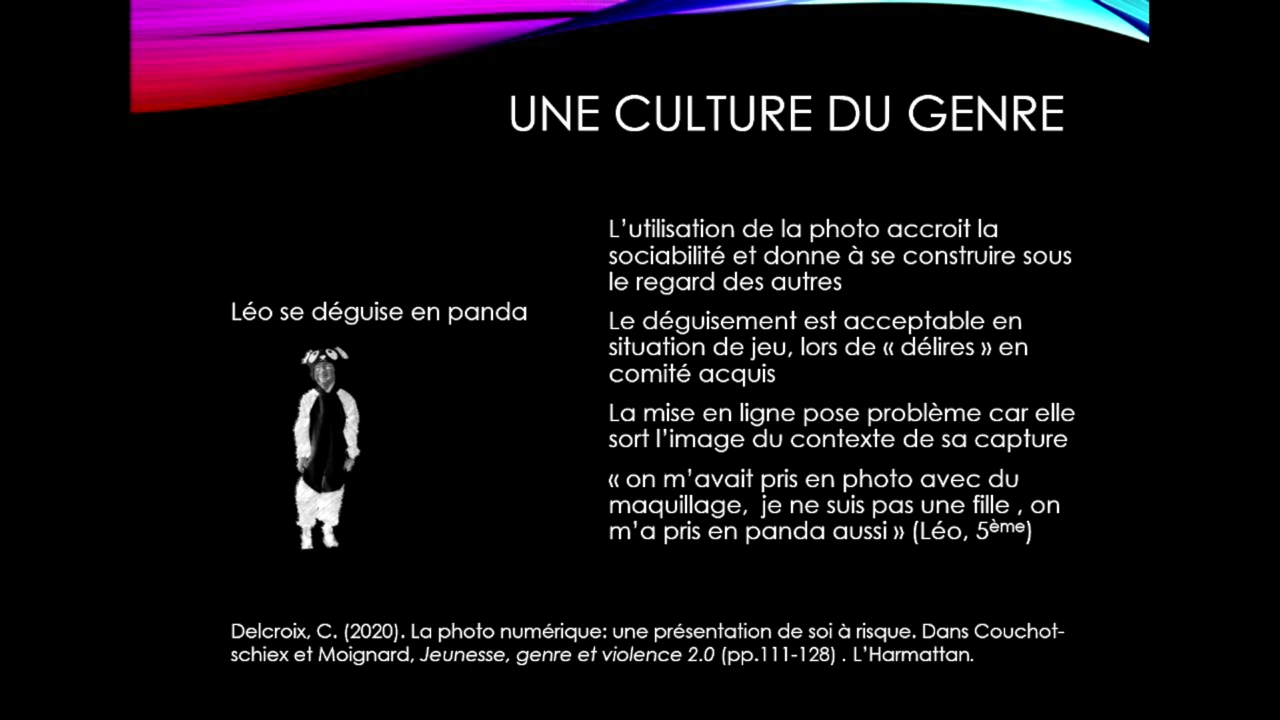 UNE CULTURE DU GENRE
Léo se déguise en panda
L’utilisation de la photo accroit la
sociabilité et donne à se construire sous
le regard des autres
Le déguisement est acceptable en
situation de jeu, lors de « délires » en
comité acquis
La mise en ligne pose problème car elle
sort l’image du contexte de sa capture
« on m’avait pris en photo avec du
maquillage,  je ne suis pas une fille , on
m’a pris en panda aussi » (Léo, 5ème)
Delcroix, C. (2020). La photo numérique: une présentation de soi à risque. Dans Couchot-
schiex et Moignard, Jeunesse, genre et violence 2.0 (pp.111-128) . L’Harmattan.